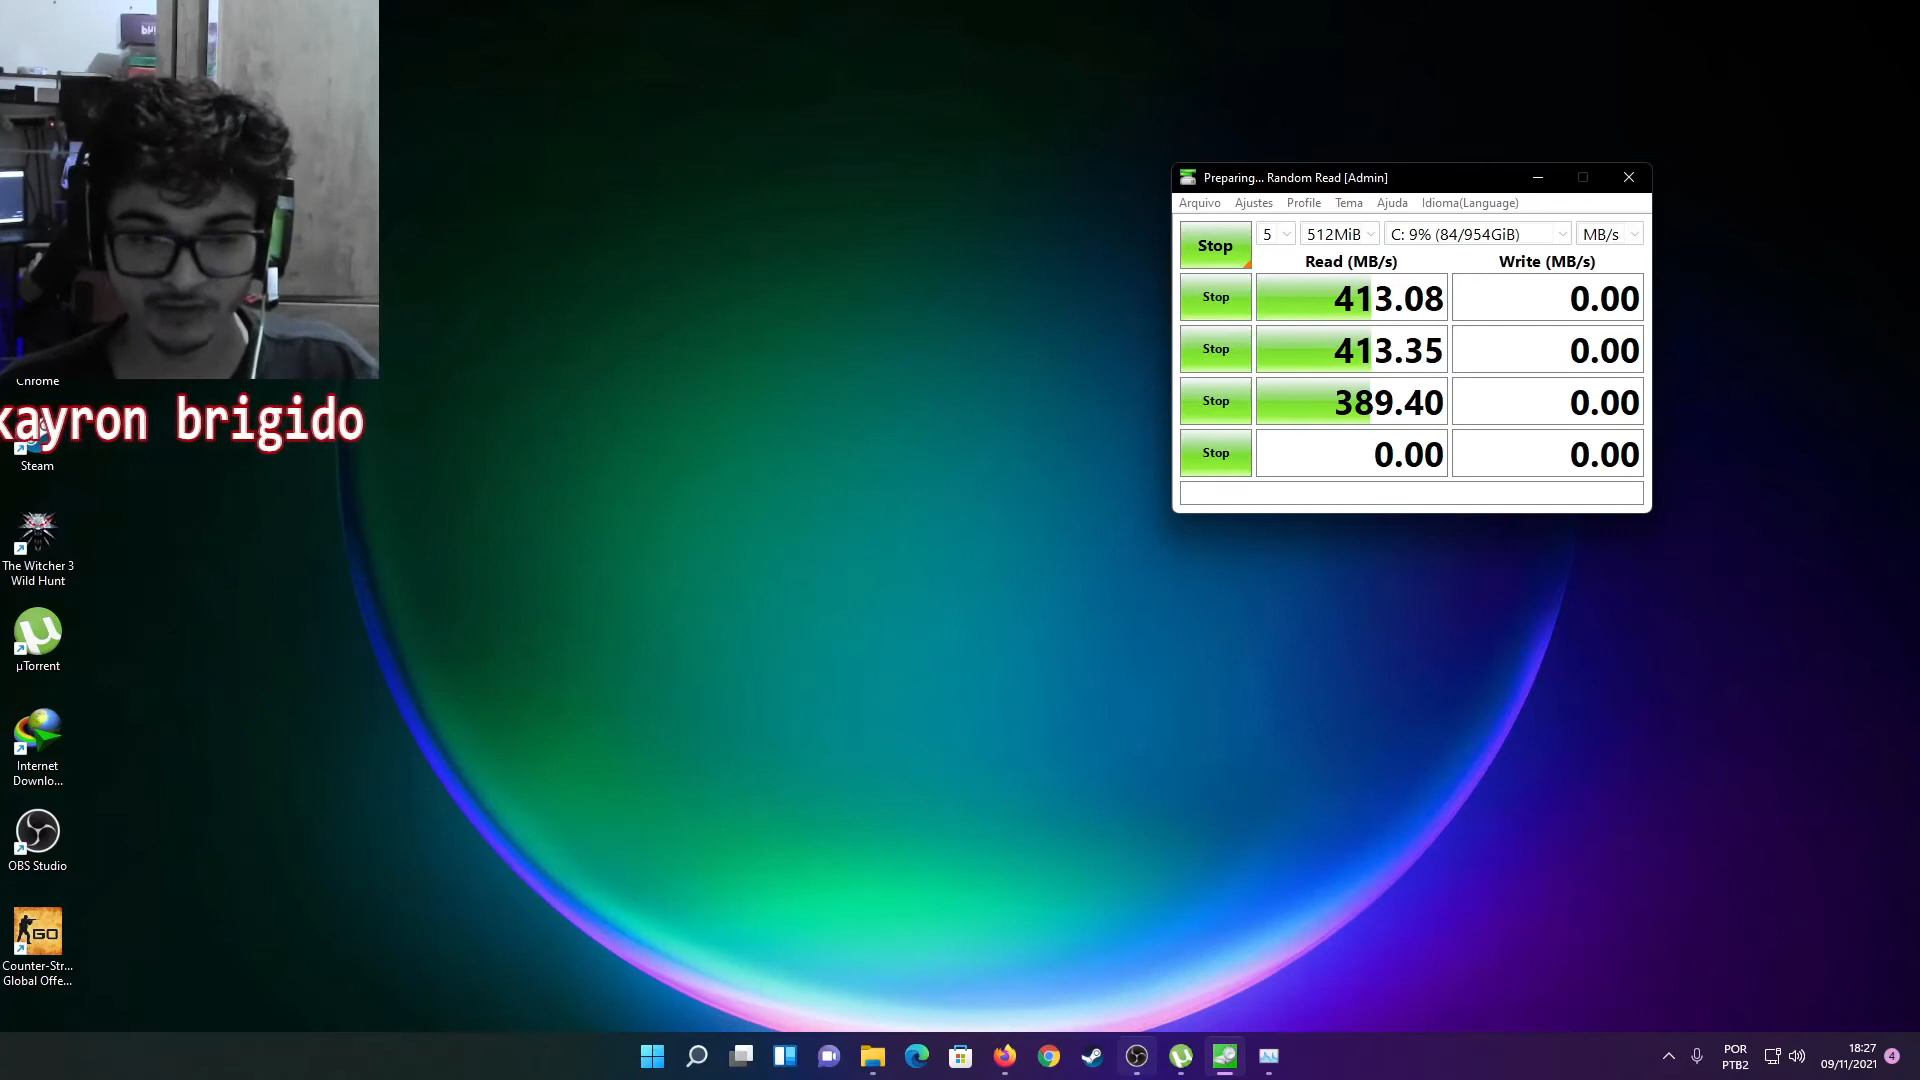 Chrome
kayron brigido
Steam
The Witcher 3
Wild Hunt
µTorrent
Internet
Downlo...
OBS Studio
GO
Counter-Str...
Global Offe...
Preparing... Random Read [Admin]
Arquivo Ajustes Profile Tema Ajuda Idioma(Language)
Stop 5 512MiB C: 9% (84/954GiB) MB/s
Read (MB/s) Write (MB/s)
Stop 413.08 0.00
Stop 413.35 0.00
Stop 389.40 0.00
Stop 0.00 0.00
POR
PTB2
18:27
09/11/2021
4